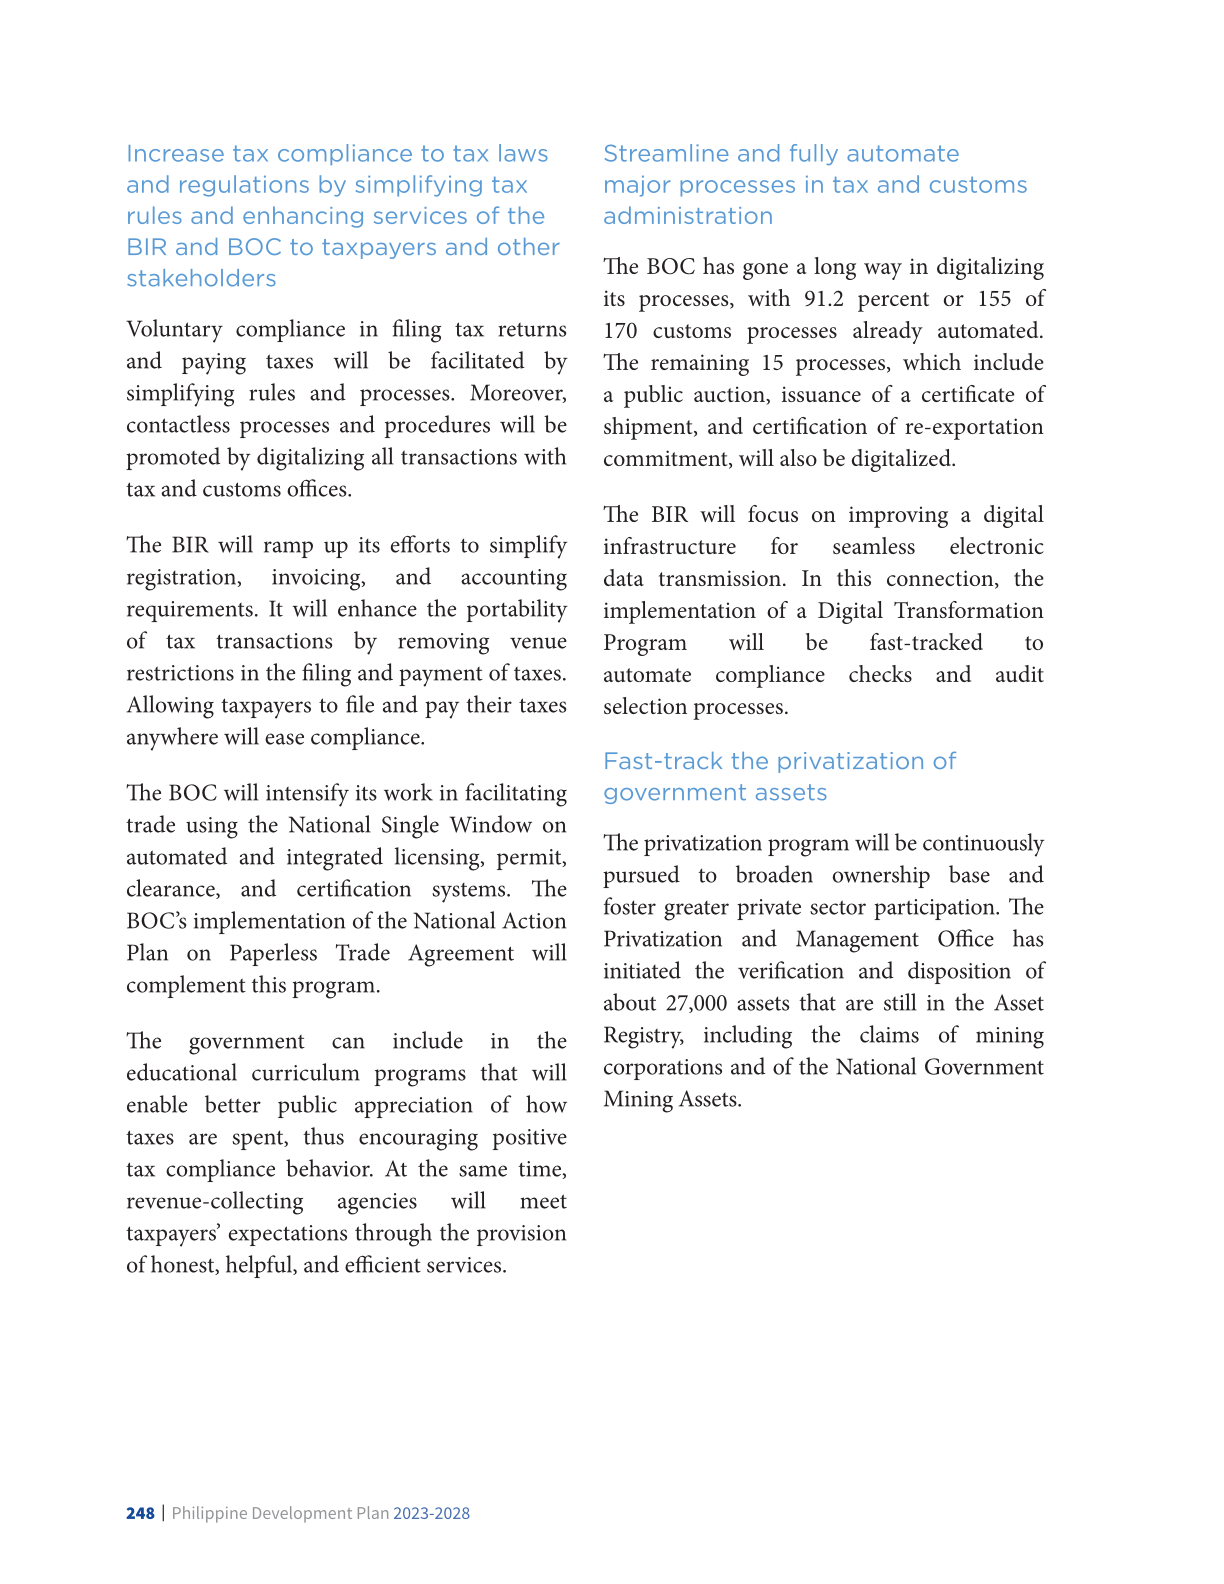 Increase tax compliance to tax laws
and regulations by simplifying tax
rules and enhancing services of the
BIR and BOC to taxpayers and other
stakeholders
Voluntary compliance in filing tax returns
and paying taxes will be facilitated by
simplifying rules and processes. Moreover,
contactless processes and procedures will be
promoted by digitalizing all transactions with
tax and customs offices.
The BIR will ramp up its efforts to simplify
registration, invoicing, and accounting
requirements. It will enhance the portability
of tax transactions by removing venue
restrictions in the filing and payment of taxes.
Allowing taxpayers to file and pay their taxes
anywhere will ease compliance.
The BOC will intensify its work in facilitating
trade using the National Single Window on
automated and integrated licensing, permit,
clearance, and certification systems. The
BOC’s implementation of the National Action
Plan on Paperless Trade Agreement will
complement this program.
The government can include in the
educational curriculum programs that will
enable better public appreciation of how
taxes are spent, thus encouraging positive
tax compliance behavior. At the same time,
revenue-collecting agencies will meet
taxpayers’ expectations through the provision
of honest, helpful, and efficient services.
Streamline and fully automate
major processes in tax and customs
administration
The BOC has gone a long way in digitalizing
its processes, with 91.2 percent or 155 of
170 customs processes already automated.
The remaining 15 processes, which include
a public auction, issuance of a certificate of
shipment, and certification of re-exportation
commitment, will also be digitalized.
The BIR will focus on improving a digital
infrastructure for seamless electronic
data transmission. In this connection, the
implementation of a Digital Transformation
Program will be fast-tracked to
automate compliance checks and audit
selection processes.
Fast-track the privatization of
government assets
The privatization program will be continuously
pursued to broaden ownership base and
foster greater private sector participation. The
Privatization and Management Office has
initiated the verification and disposition of
about 27,000 assets that are still in the Asset
Registry, including the claims of mining
corporations and of the National Government
Mining Assets.
248 | Philippine Development Plan 2023-2028